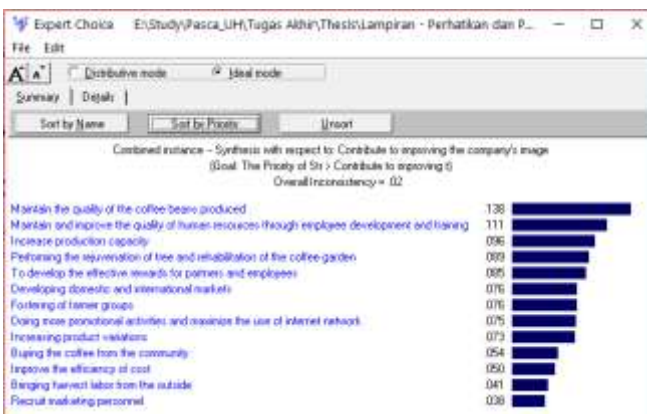 Expert Choice E:\Study\Pasca_UH\Tugas Akhir\Thesis\Lampiran - Perhatikan dan P...
File Edit
A A Distributive mode Ideal mode
Summary Details
Sort by Name Sort by Priority Unsort
Combined instance -- Synthesis with respect to: Contribute to improving the company's image
(Goal: The Priority of Str > Contribute to improving t)
Overall Inconsistency = .02
Maintain the quality of the coffee beans produced .138
Maintain and improve the quality of human resources through employee development and training .111
Increase production capacity .096
Performing the rejuvenation of tree and rehabilitation of the coffee garden .089
To develop the effective rewards for partners and employees .085
Developing domestic and international markets .076
Fostering of farmer groups .076
Doing more promotional activities and maximize the use of internet network .075
Increasing product variations .073
Buying the coffee from the community .054
Improve the efficiency of cost .050
Bringing harvest labor from the outside .041
Recruit marketing personnel .038